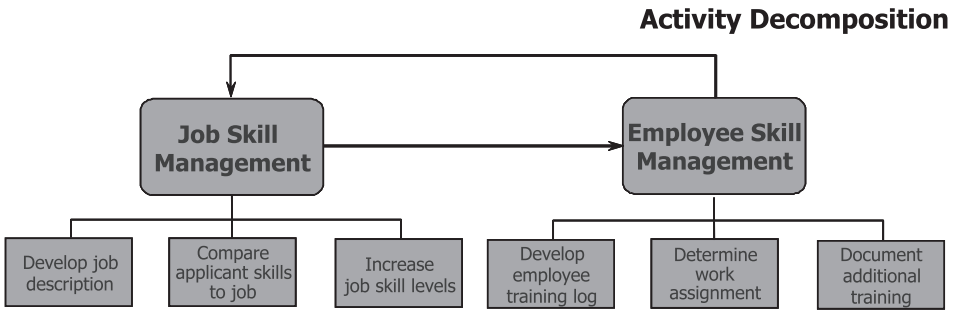 Activity Decomposition
Job Skill
Management
Employee Skill
Management
Develop job
description
Compare
applicant skills
to job
Increase
job skill levels
Develop
employee
training log
Determine
work
assignment
Document
additional
training